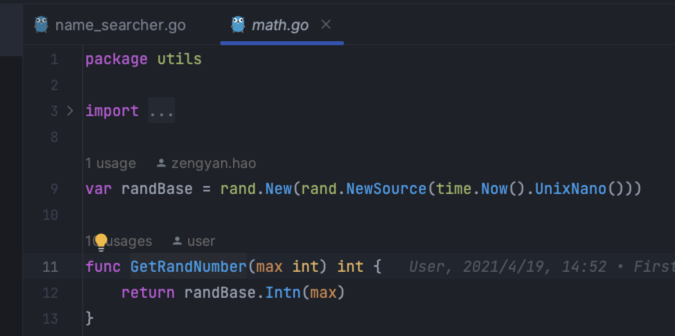 name_searcher.go math.go
1 package utils
2
3 import ...
8
1 usage zengyan.hao
9 var randBase = rand.New(rand.NewSource(time.Now().UnixNano()))
10
usages user
11 func GetRandNumber(max int) int { User, 2021/4/19, 14:52 • First
12 return randBase.Intn(max)
13 }